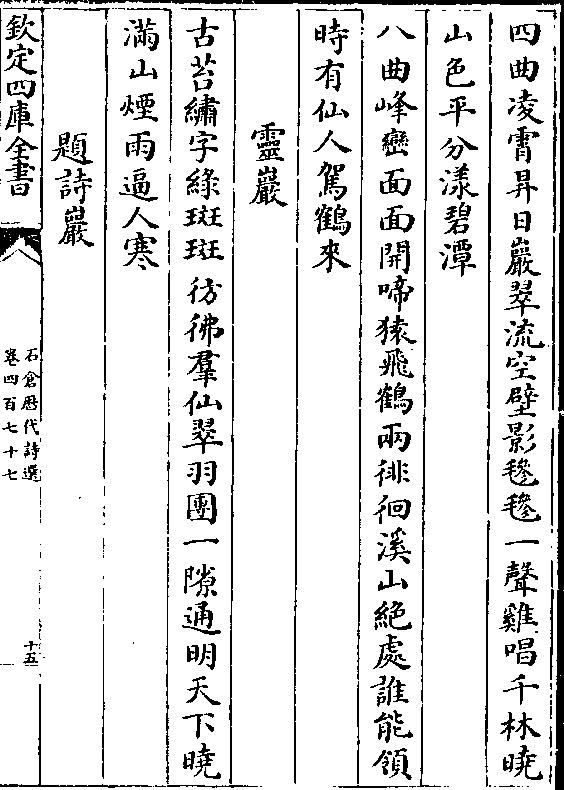 四曲凌霄昇日巖翠流空壁影毿毿一聲雞唱千林曉
山色平分漾碧潭
八曲峰巒面面開啼猿飛鶴兩徘徊溪山絶處誰能領
時有仙人駕鶴來
靈巖
古苔繡字綠斑斑彷彿羣仙翠羽團一隙通明天下曉
滿山煙雨逼人寒
題詩巖
欽定四庫全書
石倉歴代詩選
卷四百七十七
十五